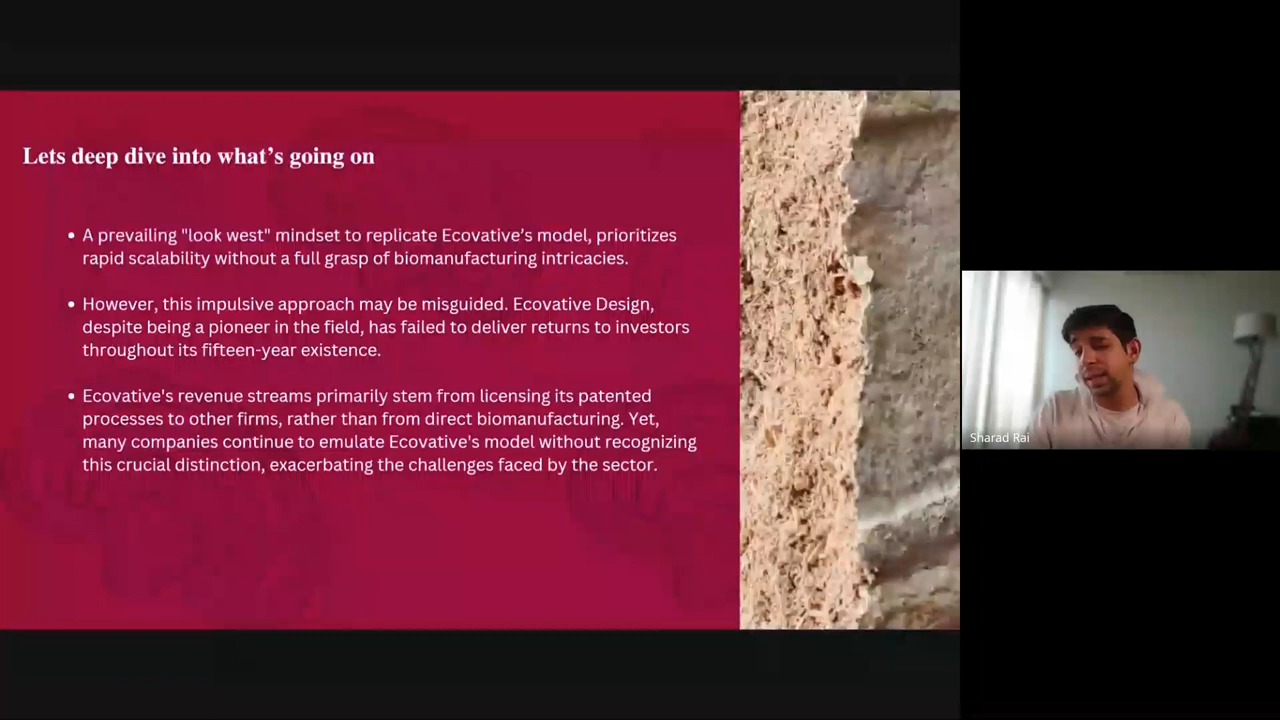 Lets deep dive into what’s going on
• A prevailing "look west" mindset to replicate Ecovative’s model, prioritizes
rapid scalability without a full grasp of biomanufacturing intricacies.
• However, this impulsive approach may be misguided. Ecovative Design,
despite being a pioneer in the field, has failed to deliver returns to investors
throughout its fifteen-year existence.
• Ecovative's revenue streams primarily stem from licensing its patented
processes to other firms, rather than from direct biomanufacturing. Yet,
many companies continue to emulate Ecovative's model without recognizing
this crucial distinction, exacerbating the challenges faced by the sector.
Sharad Rai